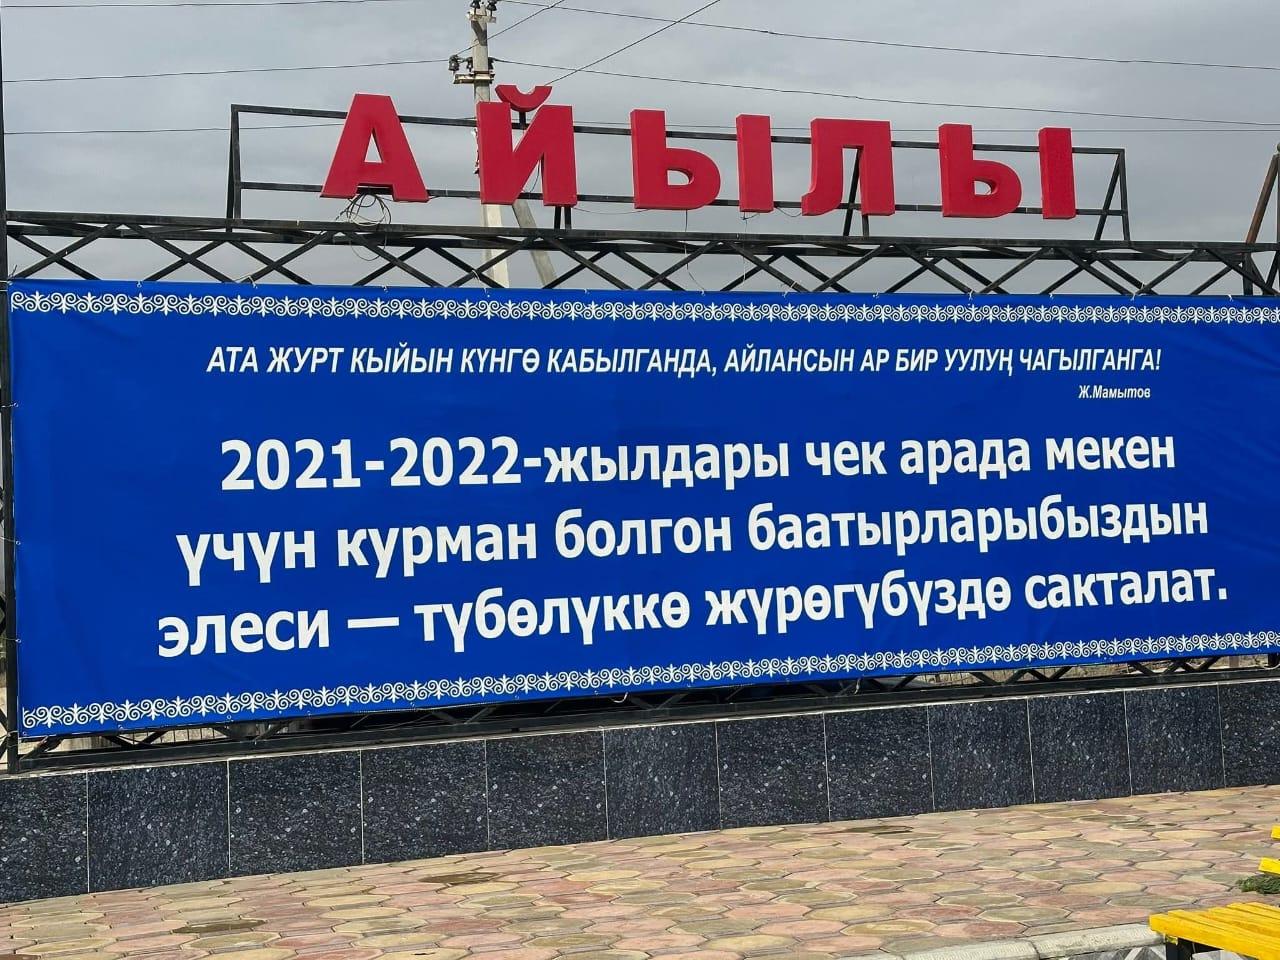 АЙЫЛЫ
АТА ЖУРТ КЫЙЫН КҮНГӨ КАБЫЛГАНДА, АЙЛАНСЫН АР БИР УУЛУҢ ЧАГЫЛГАНГА!
Ж.Мамытов
2021-2022-жылдары чек арада мекен
үчүн курман болгон баатырларыбыздын
элеси — түбөлүккө жүрөгүбүздө сакталат.